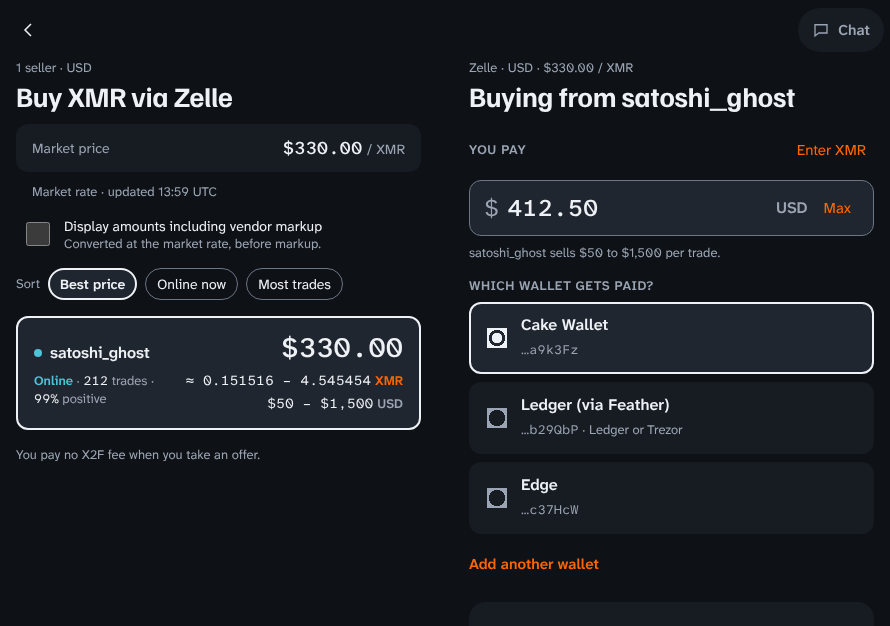 Chat
1 seller · USD
Buy XMR via Zelle
Market price $330.00 / XMR
Market rate · updated 13:59 UTC
Display amounts including vendor markup
Converted at the market rate, before markup.
Sort Best price Online now Most trades
satoshi_ghost $330.00
Online · 212 trades · ≈ 0.151516 – 4.545454 XMR
99% positive $50 – $1,500 USD
You pay no X2F fee when you take an offer.
Zelle · USD · $330.00 / XMR
Buying from satoshi_ghost
YOU PAY Enter XMR
$ 412.50 USD Max
satoshi_ghost sells $50 to $1,500 per trade.
WHICH WALLET GETS PAID?
Cake Wallet
…a9k3Fz
Ledger (via Feather)
…b29QbP · Ledger or Trezor
Edge
…c37HcW
Add another wallet